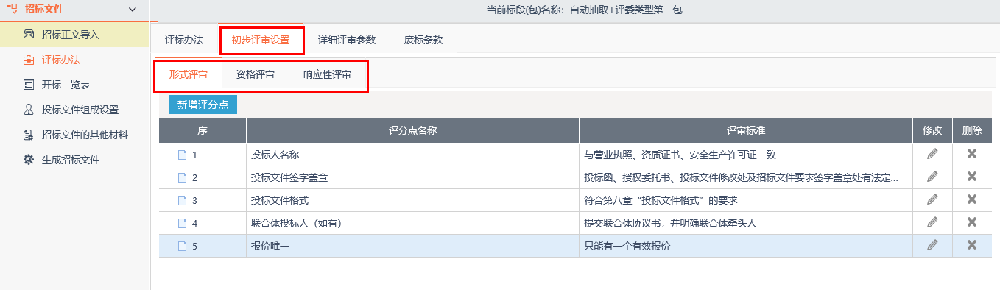 招标文件
当前标段(包)名称：自动抽取+评委类型第二包
招标正文导入
评标办法
开标一览表
投标文件组成设置
招标文件的其他材料
生成招标文件
评标办法 初步评审设置 详细评审参数 废标条款
形式评审 资格评审 响应性评审
新增评分点
序 评分点名称 评审标准 修改 删除
1 投标人名称 与营业执照、资质证书、安全生产许可证一致
2 投标文件签字盖章 投标函、授权委托书、投标文件修改处及招标文件要求签字盖章处有法定...
3 投标文件格式 符合第八章“投标文件格式”的要求
4 联合体投标人（如有） 提交联合体协议书，并明确联合体牵头人
5 报价唯一 只能有一个有效报价